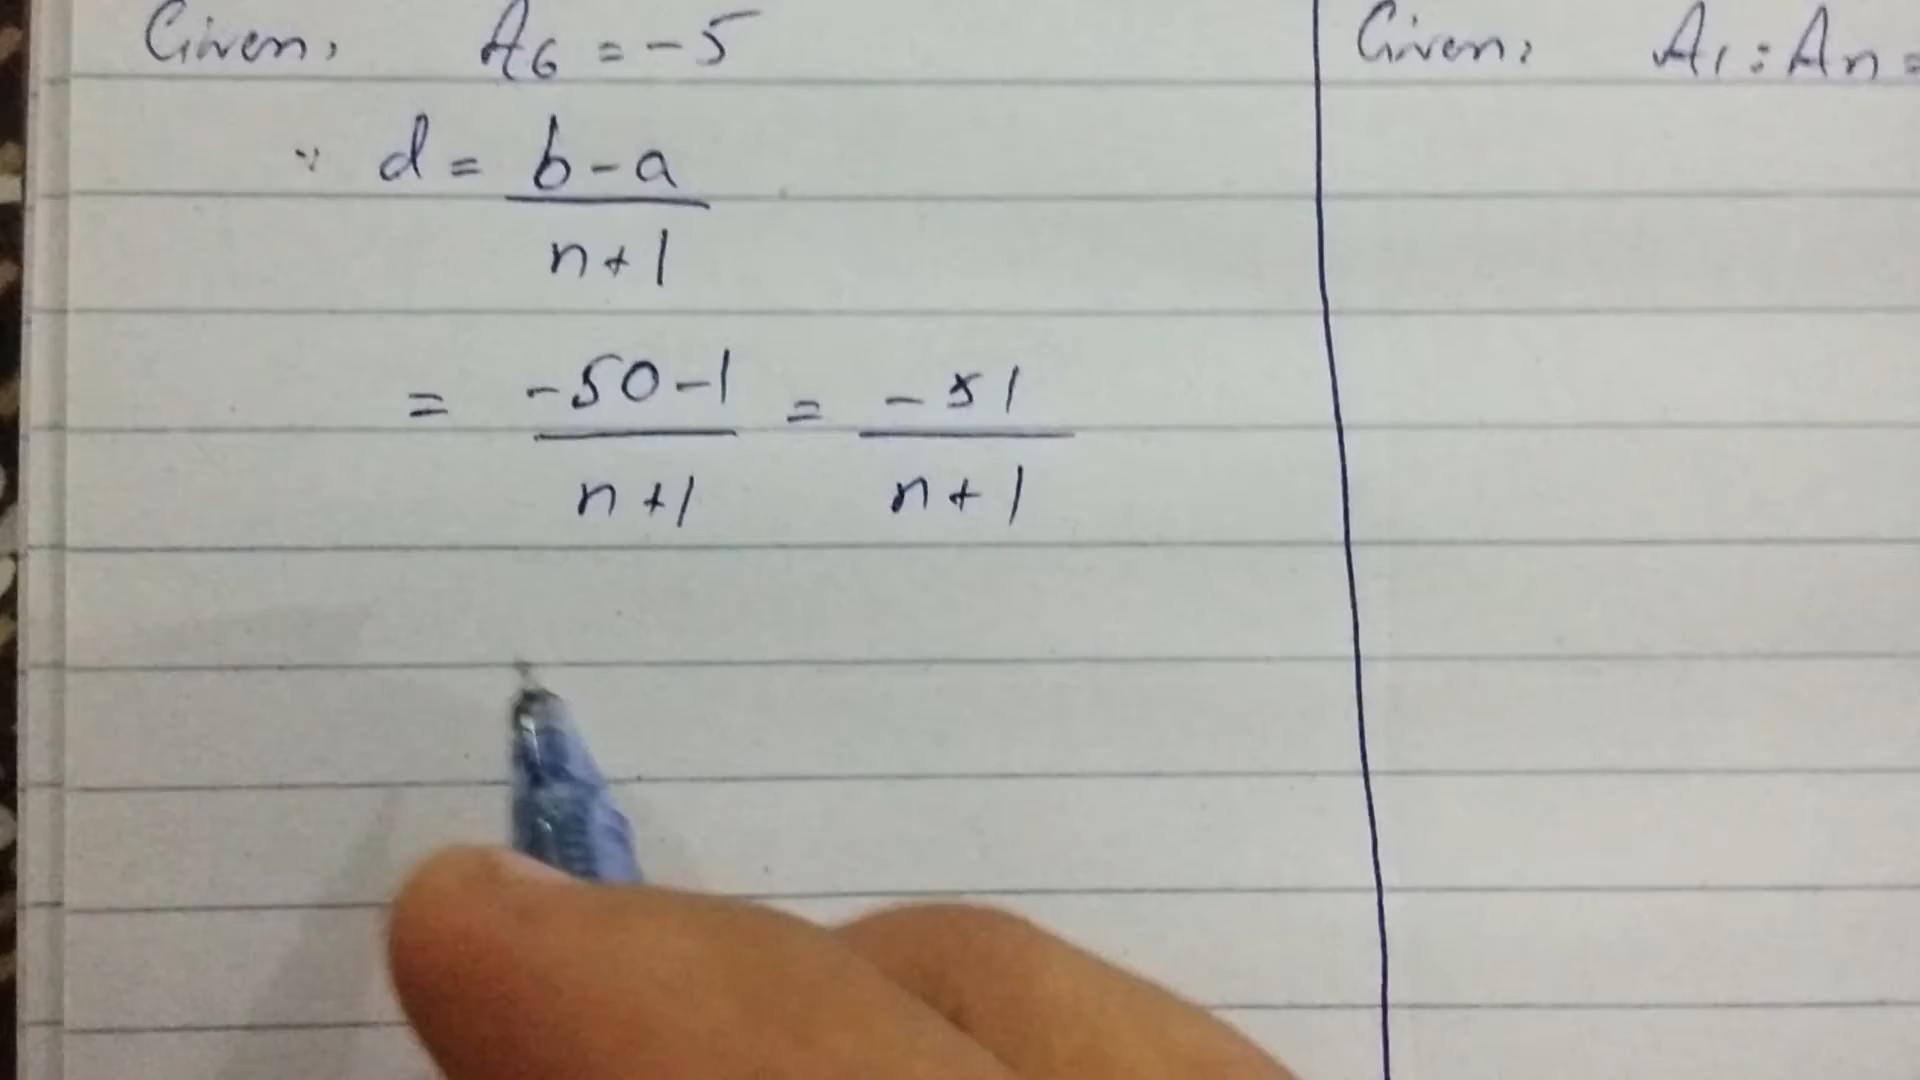 Given, A6 = -5
∵ d = b - a
n + 1
= -50 - 1 = -51
n + 1 n + 1
Given, A1 : An =